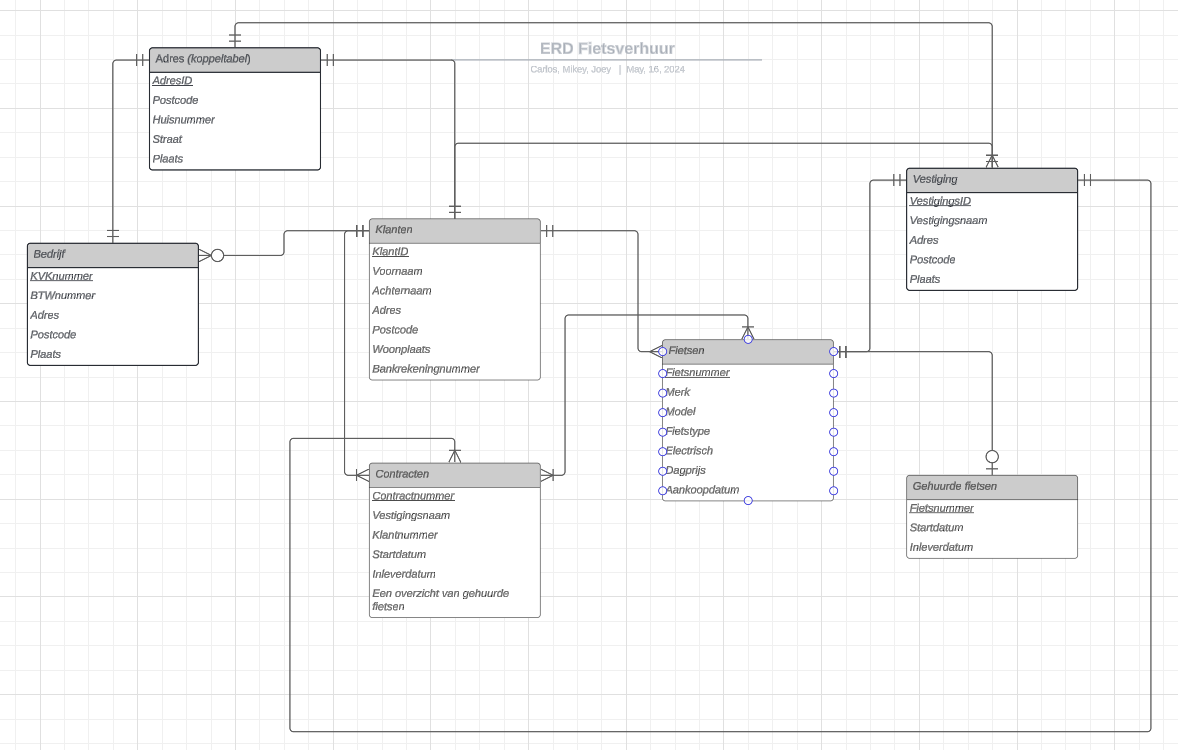 ERD Fietsverhuur
Carlos, Mikey, Joey | May, 16, 2024
Adres (koppeltabel)
AdresID
Postcode
Huisnummer
Straat
Plaats
Bedrijf
KVKnummer
BTWnummer
Adres
Postcode
Plaats
Klanten
KlantID
Voornaam
Achternaam
Adres
Postcode
Woonplaats
Bankrekeningnummer
Vestiging
VestigingsID
Vestigingsnaam
Adres
Postcode
Plaats
Fietsen
Fietsnummer
Merk
Model
Fietstype
Electrisch
Dagprijs
Aankoopdatum
Contracten
Contractnummer
Vestigingsnaam
Klantnummer
Startdatum
Inleverdatum
Een overzicht van gehuurde
fietsen
Gehuurde fietsen
Fietsnummer
Startdatum
Inleverdatum